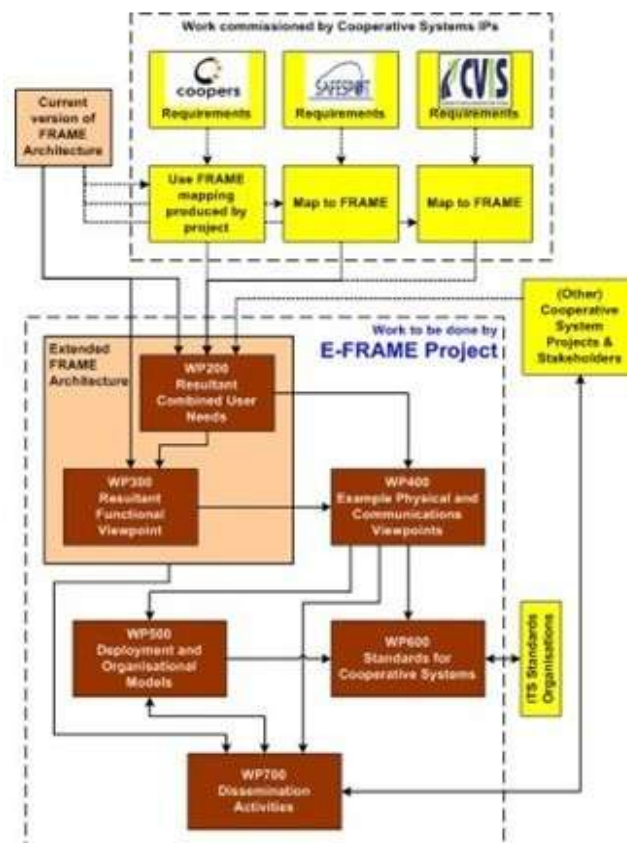 Work commissioned by Cooperative Systems IPs
coopers
Requirements
SAFESPOT
Requirements
CVIS
Requirements
Current
version of
FRAME
Architecture
Use FRAME
mapping
produced by
project
Map to FRAME
Map to FRAME
(Other)
Cooperative
System
Projects &
Stakeholders
Work to be done by
E-FRAME Project
Extended
FRAME
Architecture
WP200
Resultant
Combined User
Needs
WP300
Resultant
Functional
Viewpoint
WP400
Example Physical and
Communications
Viewpoints
WP500
Deployment and
Organisational
Models
WP600
Standards for
Cooperative Systems
ITS Standards
Organisations
WP700
Dissemination
Activities